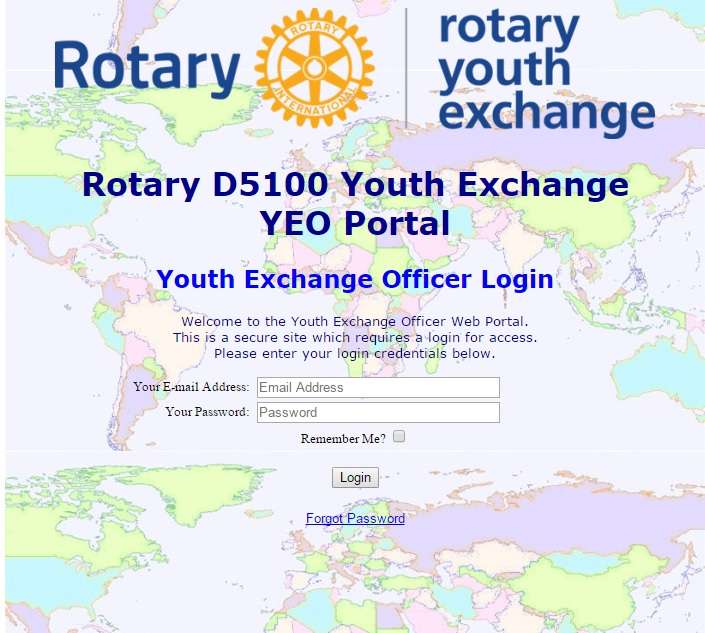 Rotary
ROTARY
INTERNATIONAL
rotary
youth
exchange
Rotary D5100 Youth Exchange
YEO Portal
Youth Exchange Officer Login
Welcome to the Youth Exchange Officer Web Portal.
This is a secure site which requires a login for access.
Please enter your login credentials below.
Your E-mail Address: Email Address
Your Password: Password
Remember Me?
Login
Forgot Password